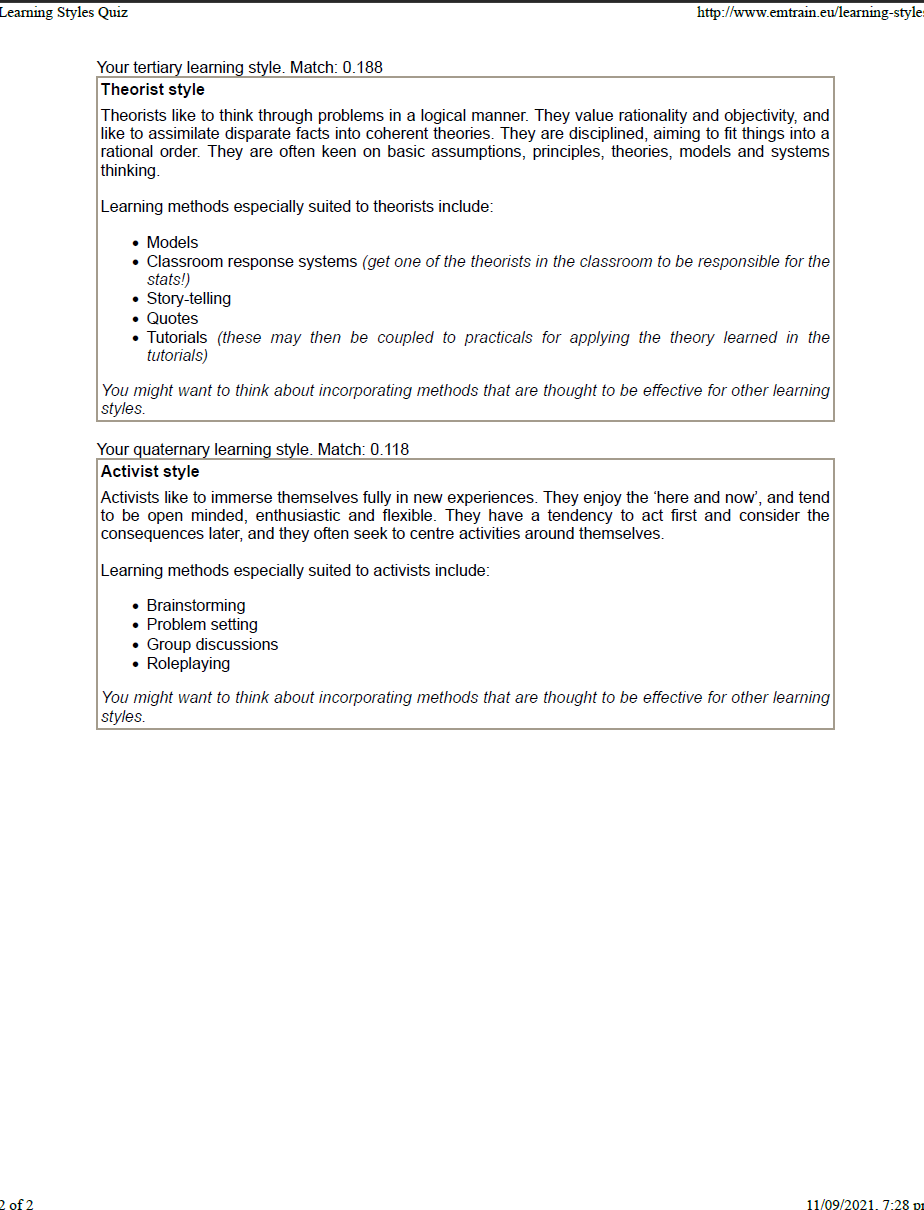 Learning Styles Quiz
http://www.emtrain.eu/learning-styles
Your tertiary learning style. Match: 0.188
Theorist style
Theorists like to think through problems in a logical manner. They value rationality and objectivity, and
like to assimilate disparate facts into coherent theories. They are disciplined, aiming to fit things into a
rational order. They are often keen on basic assumptions, principles, theories, models and systems
thinking.
Learning methods especially suited to theorists include:
• Models
• Classroom response systems (get one of the theorists in the classroom to be responsible for the
stats!)
• Story-telling
• Quotes
• Tutorials (these may then be coupled to practicals for applying the theory learned in the
tutorials)
You might want to think about incorporating methods that are thought to be effective for other learning
styles.
Your quaternary learning style. Match: 0.118
Activist style
Activists like to immerse themselves fully in new experiences. They enjoy the ‘here and now’, and tend
to be open minded, enthusiastic and flexible. They have a tendency to act first and consider the
consequences later, and they often seek to centre activities around themselves.
Learning methods especially suited to activists include:
• Brainstorming
• Problem setting
• Group discussions
• Roleplaying
You might want to think about incorporating methods that are thought to be effective for other learning
styles.
2 of 2
11/09/2021, 7:28